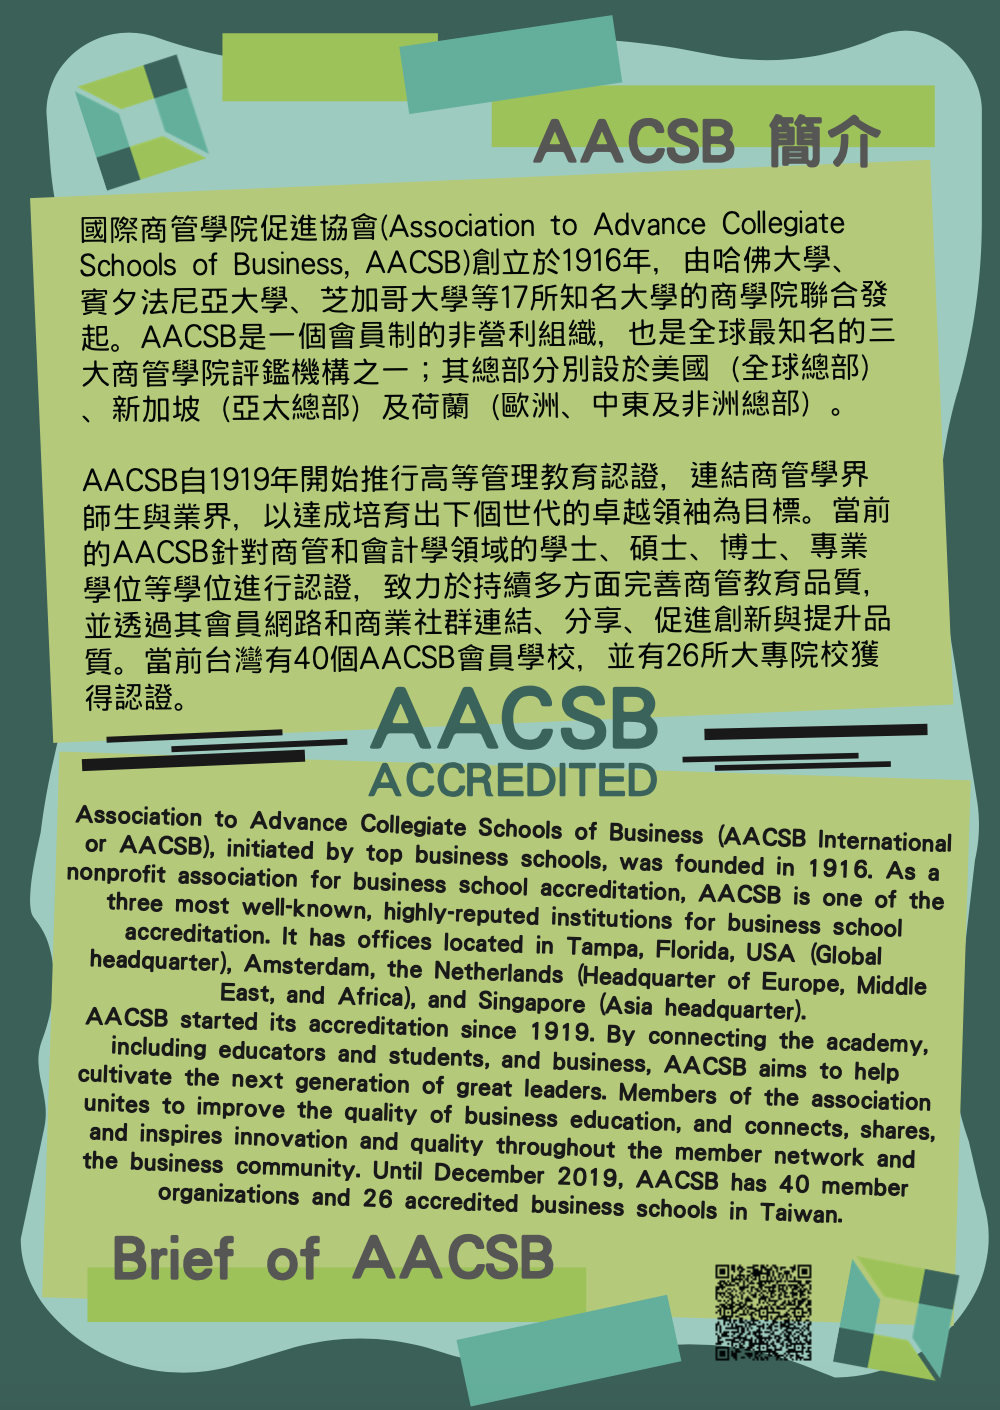 AACSB 簡介
國際商管學院促進協會(Association to Advance Collegiate
Schools of Business, AACSB)創立於1916年，由哈佛大學、
賓夕法尼亞大學、芝加哥大學等17所知名大學的商學院聯合發
起。AACSB是一個會員制的非營利組織，也是全球最知名的三
大商管學院評鑑機構之一；其總部分別設於美國（全球總部）
、新加坡（亞太總部）及荷蘭（歐洲、中東及非洲總部）。
AACSB自1919年開始推行高等管理教育認證，連結商管學界
師生與業界，以達成培育出下個世代的卓越領袖為目標。當前
的AACSB針對商管和會計學領域的學士、碩士、博士、專業
學位等學位進行認證，致力於持續多方面完善商管教育品質，
並透過其會員網路和商業社群連結、分享、促進創新與提升品
質。當前台灣有40個AACSB會員學校，並有26所大專院校獲
得認證。
AACSB
ACCREDITED
Association to Advance Collegiate Schools of Business (AACSB International
or AACSB), initiated by top business schools, was founded in 1916. As a
nonprofit association for business school accreditation, AACSB is one of the
three most well-known, highly-reputed institutions for business school
accreditation. It has offices located in Tampa, Florida, USA (Global
headquarter), Amsterdam, the Netherlands (Headquarter of Europe, Middle
East, and Africa), and Singapore (Asia headquarter).
AACSB started its accreditation since 1919. By connecting the academy,
including educators and students, and business, AACSB aims to help
cultivate the next generation of great leaders. Members of the association
unites to improve the quality of business education, and connects, shares,
and inspires innovation and quality throughout the member network and
the business community. Until December 2019, AACSB has 40 member
organizations and 26 accredited business schools in Taiwan.
Brief of AACSB